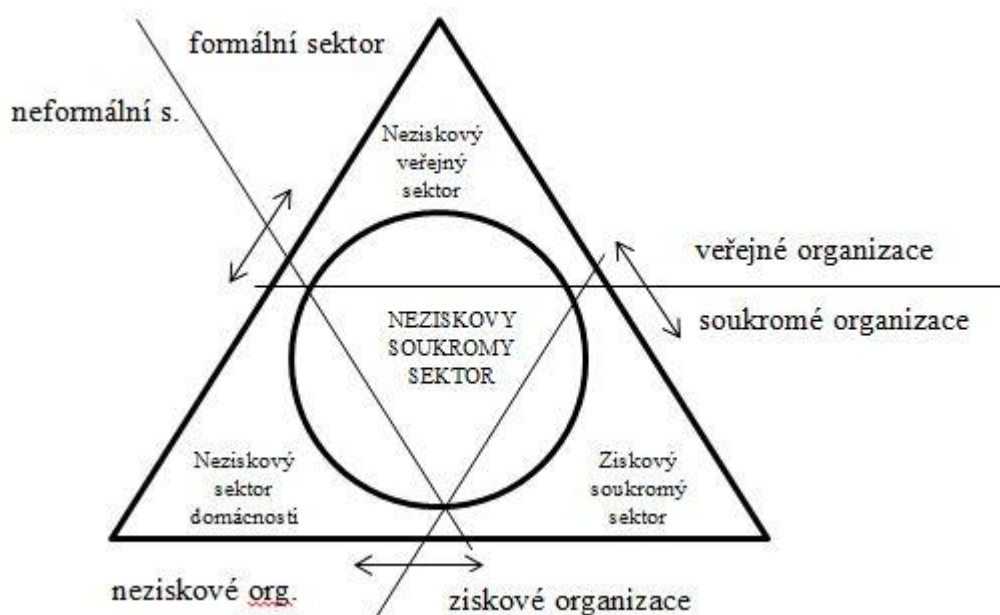 formální sektor
neformální s.
Neziskový
veřejný
sektor
veřejné organizace
soukromé organizace
NEZISKOVY
SOUKROMY
SEKTOR
Neziskový
sektor
domácností
Ziskový
soukromý
sektor
neziskové org.
ziskové organizace